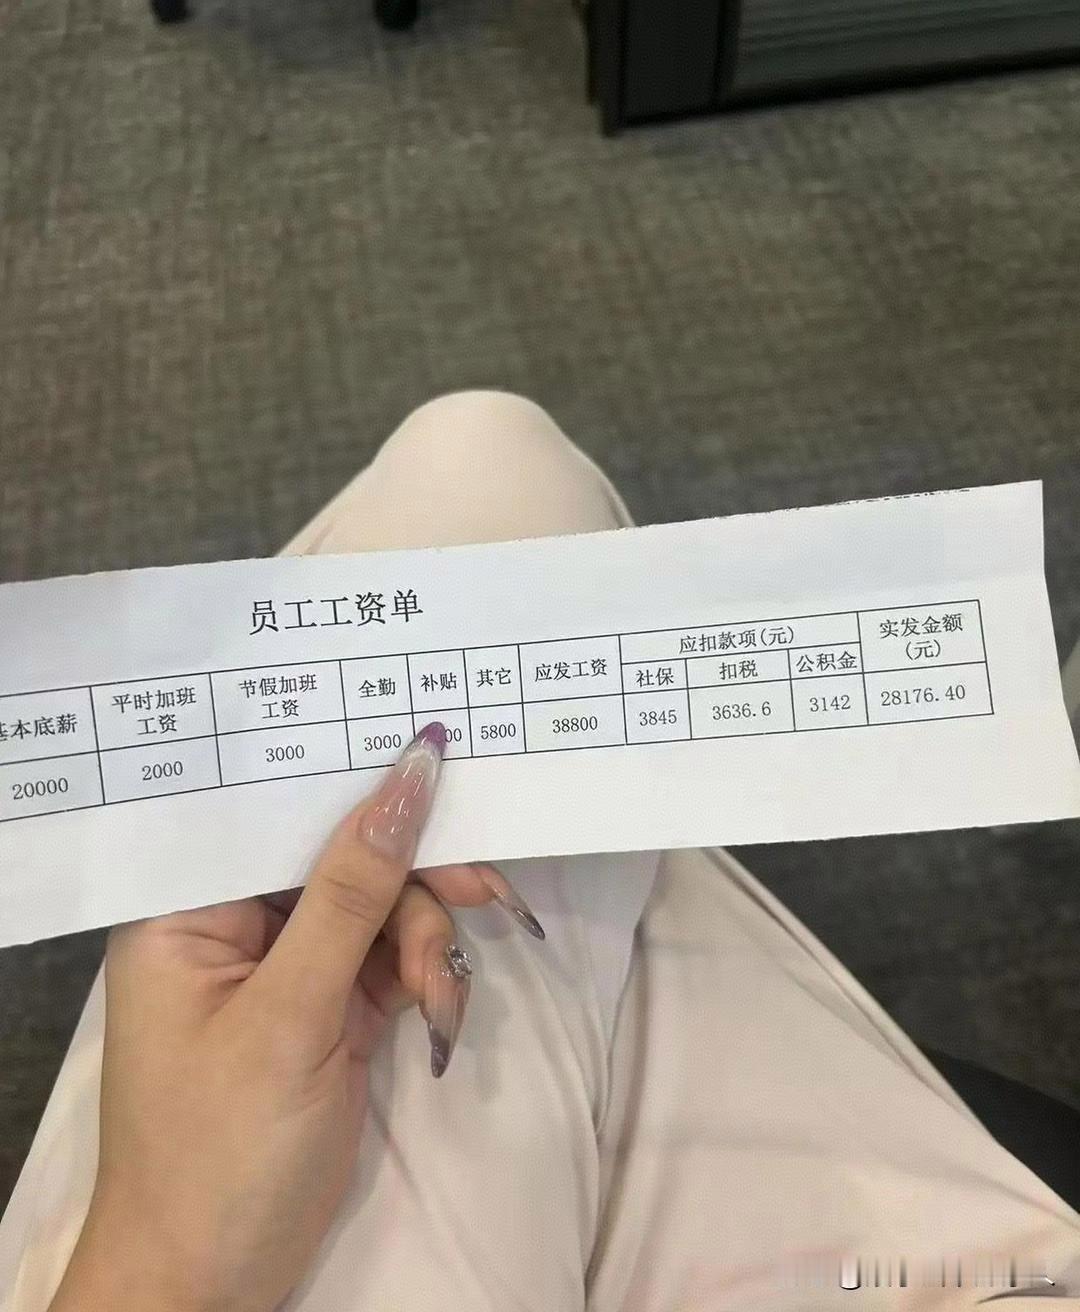 员工工资单
基本底薪 平时加班工资 节假加班工资 全勤 补贴 其它 应发工资 应扣款项(元) 实发金额(元)
社保 扣税 公积金
20000 2000 3000 3000 00 5800 38800 3845 3636.6 3142 28176.40